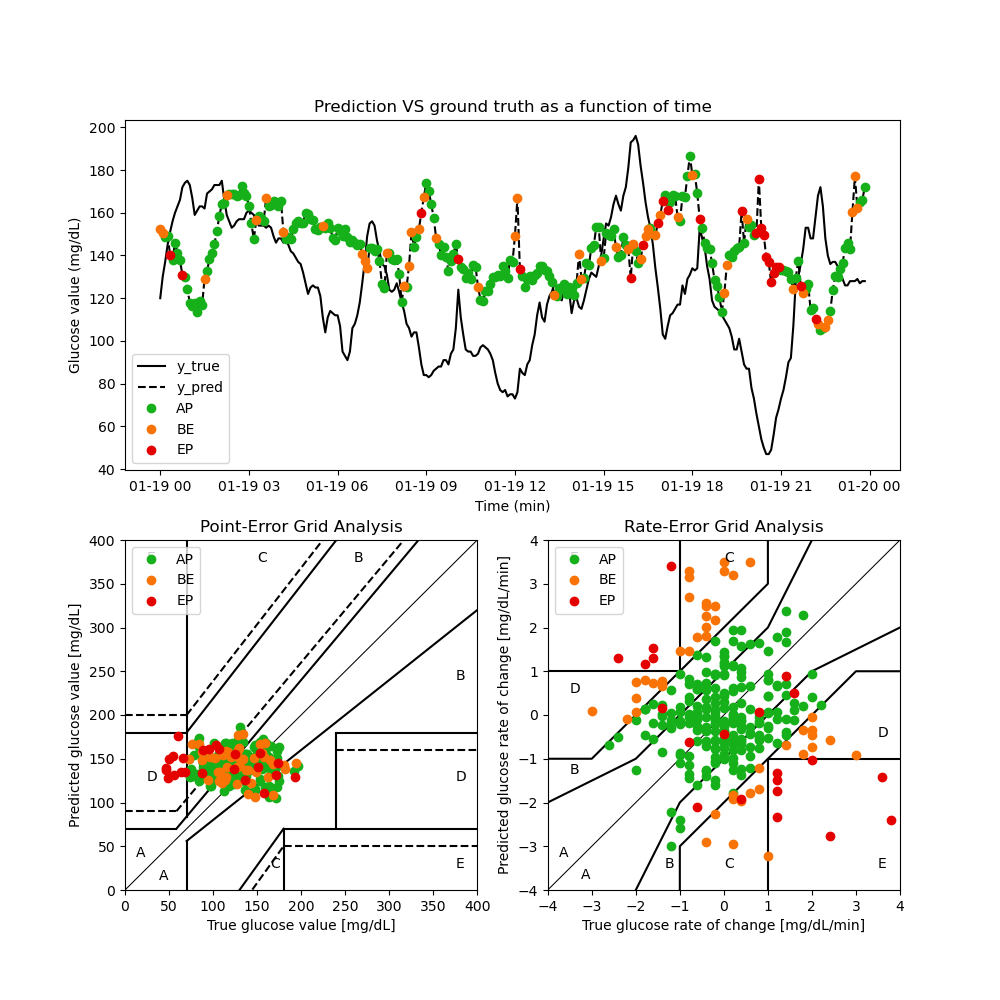 Prediction VS ground truth as a function of time
200
180
160
140
120
100
80
60
40
Glucose value (mg/dL)
y_true
y_pred
AP
BE
EP
01-19 00 01-19 03 01-19 06 01-19 09 01-19 12 01-19 15 01-19 18 01-19 21 01-20 00
Time (min)
Point-Error Grid Analysis
400
350
300
250
200
150
100
50
0
Predicted glucose value [mg/dL]
AP
BE
EP
C
B
B
D
D
A
A
C
E
0 50 100 150 200 250 300 350 400
True glucose value [mg/dL]
Rate-Error Grid Analysis
4
3
2
1
0
−1
−2
−3
−4
Predicted glucose rate of change [mg/dL/min]
AP
BE
EP
C
D
D
B
A
A
B
C
E
−4 −3 −2 −1 0 1 2 3 4
True glucose rate of change [mg/dL/min]